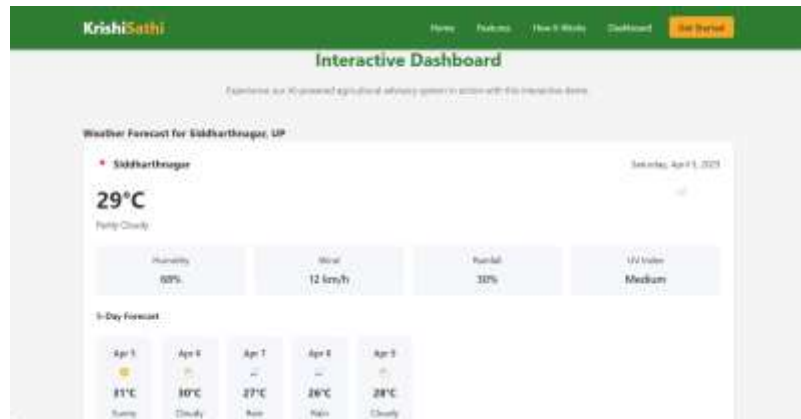 KrishiSathi
Home Features How It Works Dashboard Get Started
Interactive Dashboard
Experience our AI-powered agricultural advisory system in action with this interactive demo.
Weather Forecast for Siddharthnagar, UP
Siddharthnagar
Saturday, April 5, 2025
29°C
Partly Cloudy
Humidity Wind Rainfall UV Index
68% 12 km/h 30% Medium
5-Day Forecast
Apr 5 Apr 6 Apr 7 Apr 8 Apr 9
31°C 30°C 27°C 26°C 28°C
Sunny Cloudy Rain Rain Cloudy